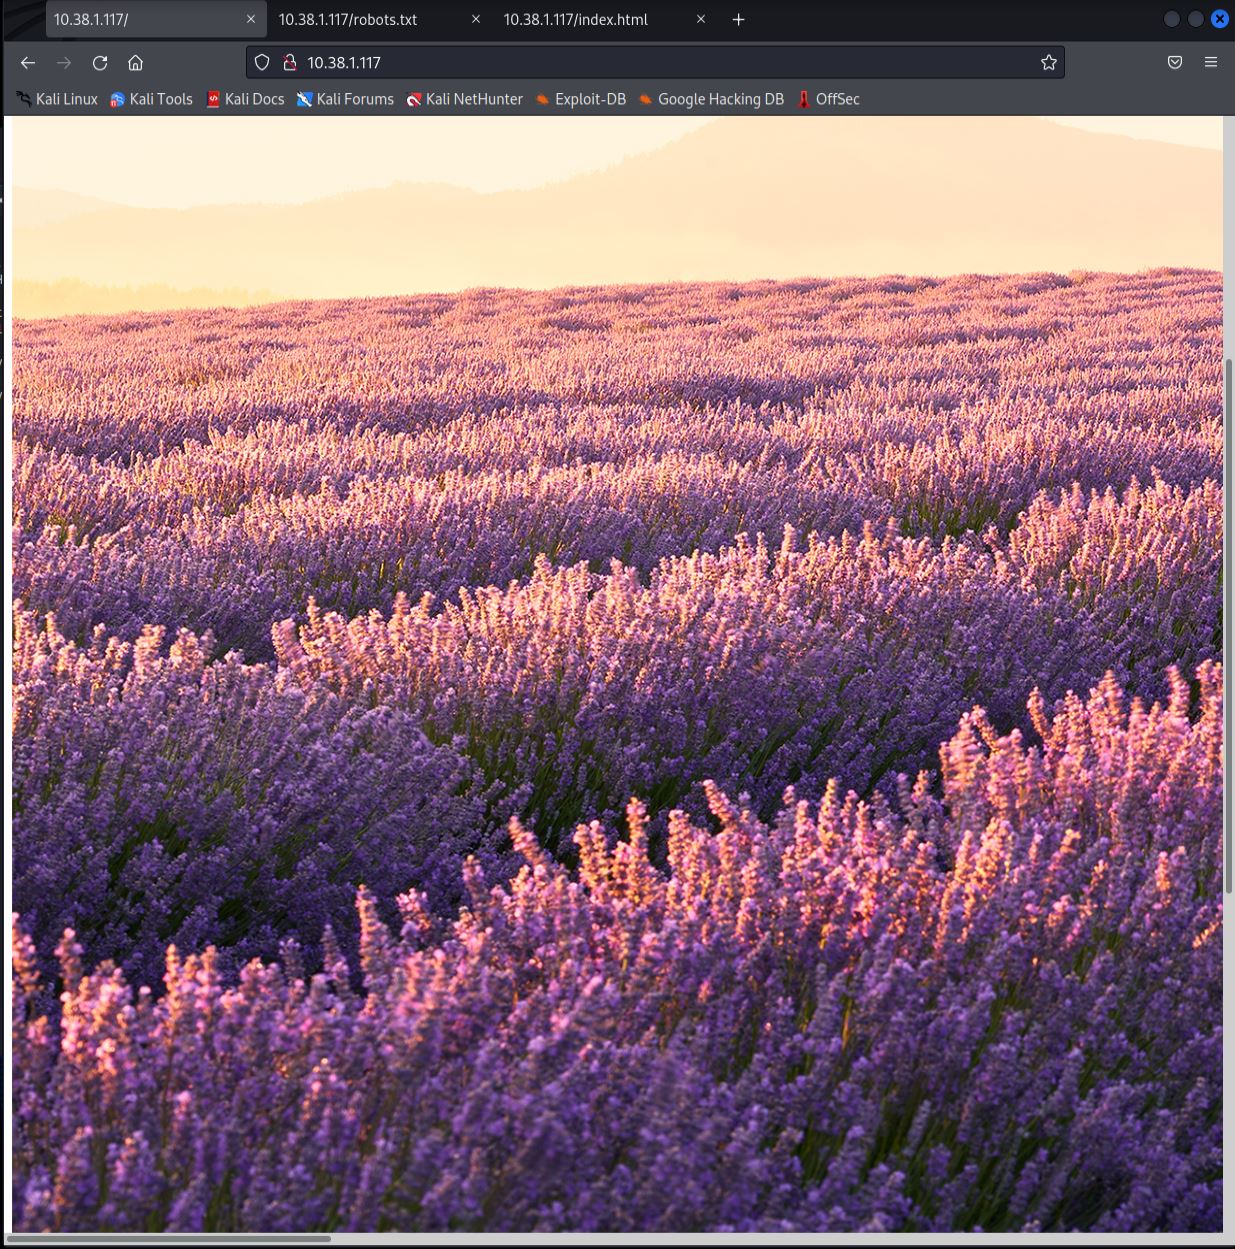 10.38.1.117/
10.38.1.117/robots.txt
10.38.1.117/index.html
10.38.1.117
Kali Linux
Kali Tools
Kali Docs
Kali Forums
Kali NetHunter
Exploit-DB
Google Hacking DB
OffSec